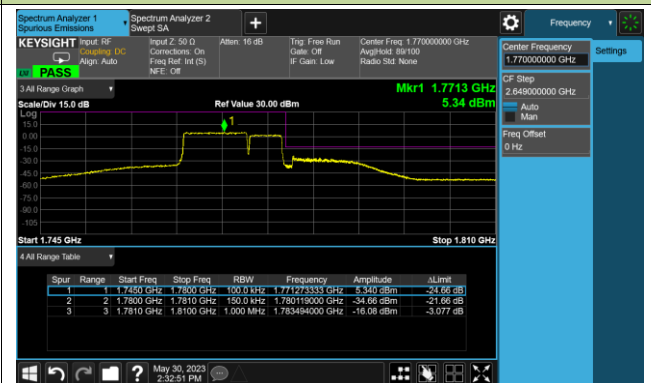 Spectrum Analyzer 1
Spurious Emissions
Spectrum Analyzer 2
Swept SA
+
Frequency
KEYSIGHT
Input: RF
Coupling: DC
Align: Auto
Input Z: 50 Ω
Corrections: On
Freq Ref: Int (S)
NFE: Off
Atten: 16 dB
Trig: Free Run
Gate: Off
IF Gain: Low
Center Freq: 1.770000000 GHz
Avg|Hold: 89/100
Radio Std: None
PASS
Center Frequency
1.770000000 GHz
Settings
CF Step
2.649000000 GHz
Auto
Man
Freq Offset
0 Hz
3 All Range Graph
Mkr1 1.7713 GHz
5.34 dBm
Scale/Div 15.0 dB
Ref Value 30.00 dBm
Log
15.0
0.00
-15.0
-30.0
-45.0
-60.0
-75.0
-90.0
-105
1
Start 1.745 GHz
Stop 1.810 GHz
4 All Range Table
Spur Range Start Freq Stop Freq RBW Frequency Amplitude ΔLimit
1 1 1.7450 GHz 1.7800 GHz 100.0 kHz 1.771273333 GHz 5.340 dBm -24.66 dB
2 2 1.7800 GHz 1.7810 GHz 150.0 kHz 1.780119000 GHz -34.66 dBm -21.66 dB
3 3 1.7810 GHz 1.8100 GHz 1.000 MHz 1.783494000 GHz -16.08 dBm -3.077 dB
?
May 30, 2023
2:32:51 PM